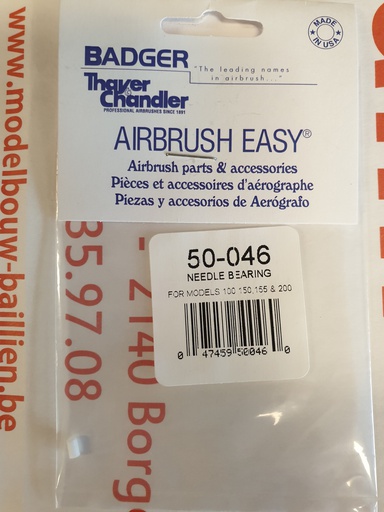 MADE
IN USA
BADGER
"The leading names
in airbrush..."
Thayer
& Chandler
PROFESSIONAL AIRBRUSHES SINCE 1891
AIRBRUSH EASY®
Airbrush parts & accessories
Pièces et accessoires d'aérographe
Piezas y accesorios de Aerógrafo
50-046
NEEDLE BEARING
FOR MODELS 100,150,155 & 200
0 47459 50046 0
www.modelbouw-baillien.be
35.97.08
- 2140 Borge